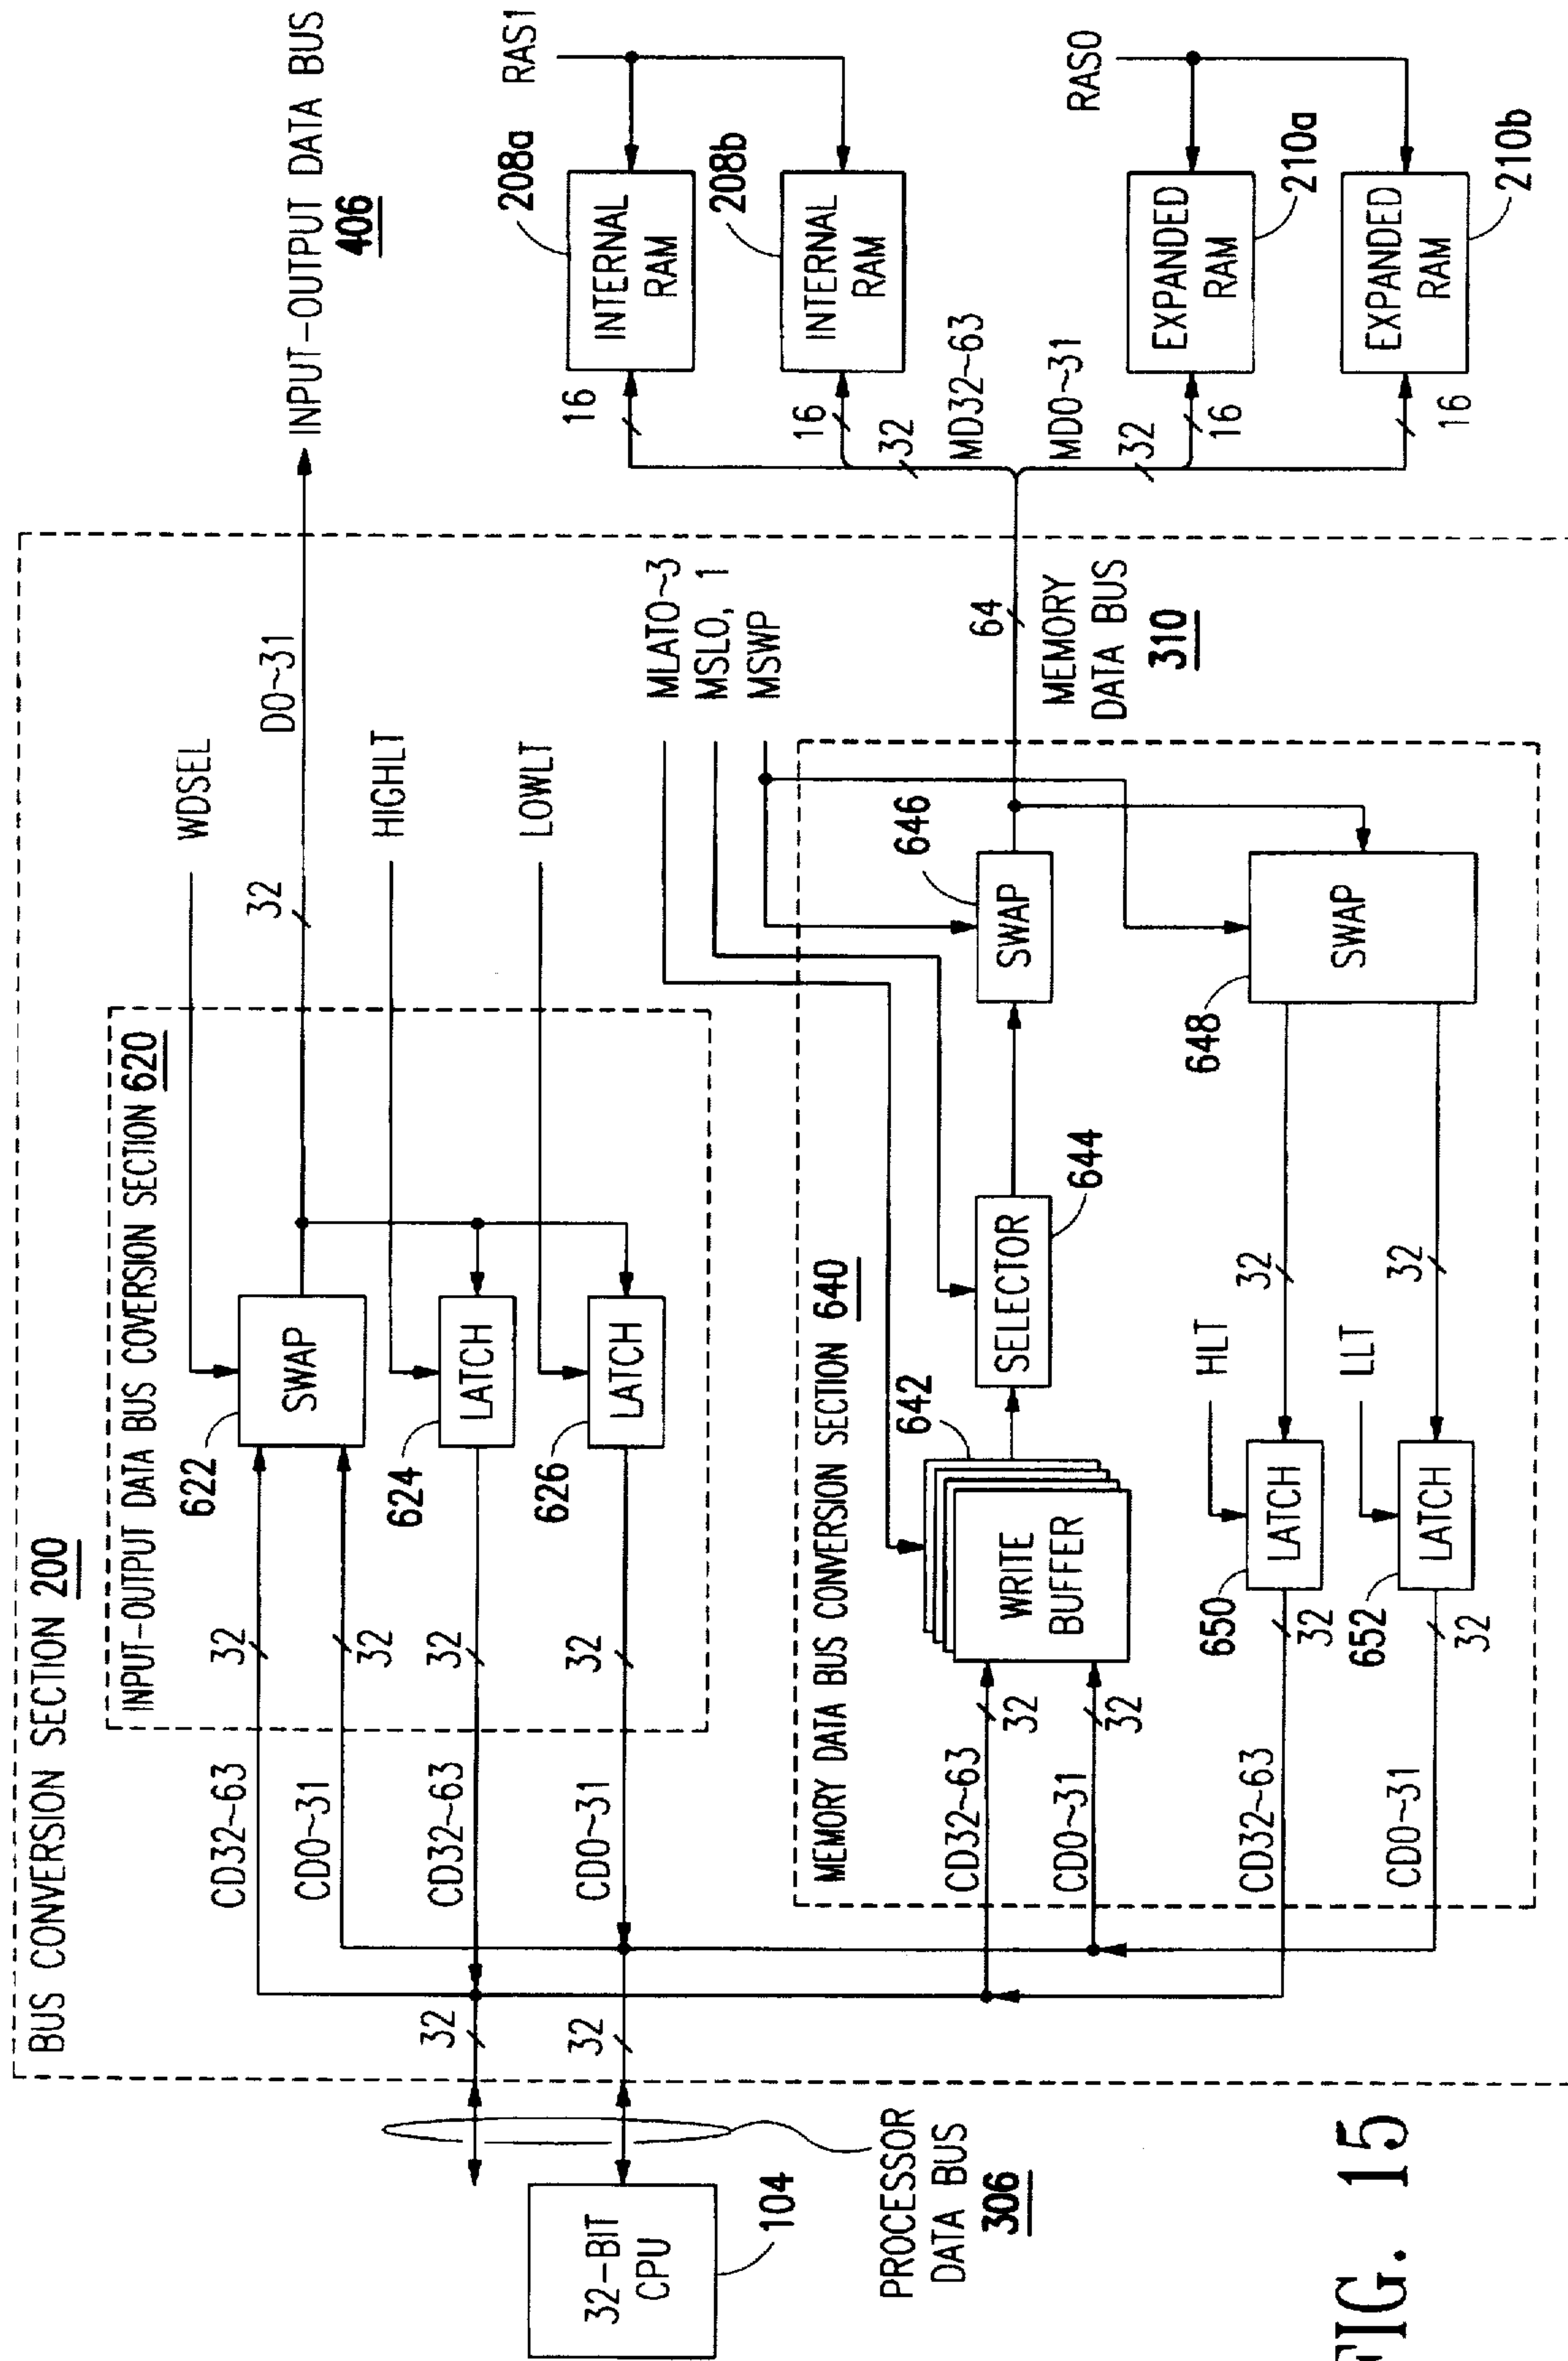 BUS CONVERSION SECTION 200
INPUT-OUTPUT DATA BUS COVERSION SECTION 620
WDSEL
HIGHLT
LOWLT
SWAP
622
LATCH
624
LATCH
626
32
32
32
32
32
D0~31
INPUT-OUTPUT DATA BUS
406
CD32~63
CD0~31
CD32~63
CD0~31
32
32
32-BIT
CPU
104
PROCESSOR
DATA BUS
306
MEMORY DATA BUS CONVERSION SECTION 640
MLAT0~3
MSL0, 1
MSWP
CD32~63
CD0~31
CD32~63
CD0~31
32
32
32
32
WRITE
BUFFER
642
SELECTOR
644
SWAP
646
SWAP
648
32
32
HLT
LATCH
650
LLT
LATCH
652
64
MEMORY
DATA BUS
310
32
MD32~63
MD0~31
32
16
16
16
16
INTERNAL
RAM
208a
INTERNAL
RAM
208b
RAS1
EXPANDED
RAM
210a
EXPANDED
RAM
210b
RAS0
FIG. 15